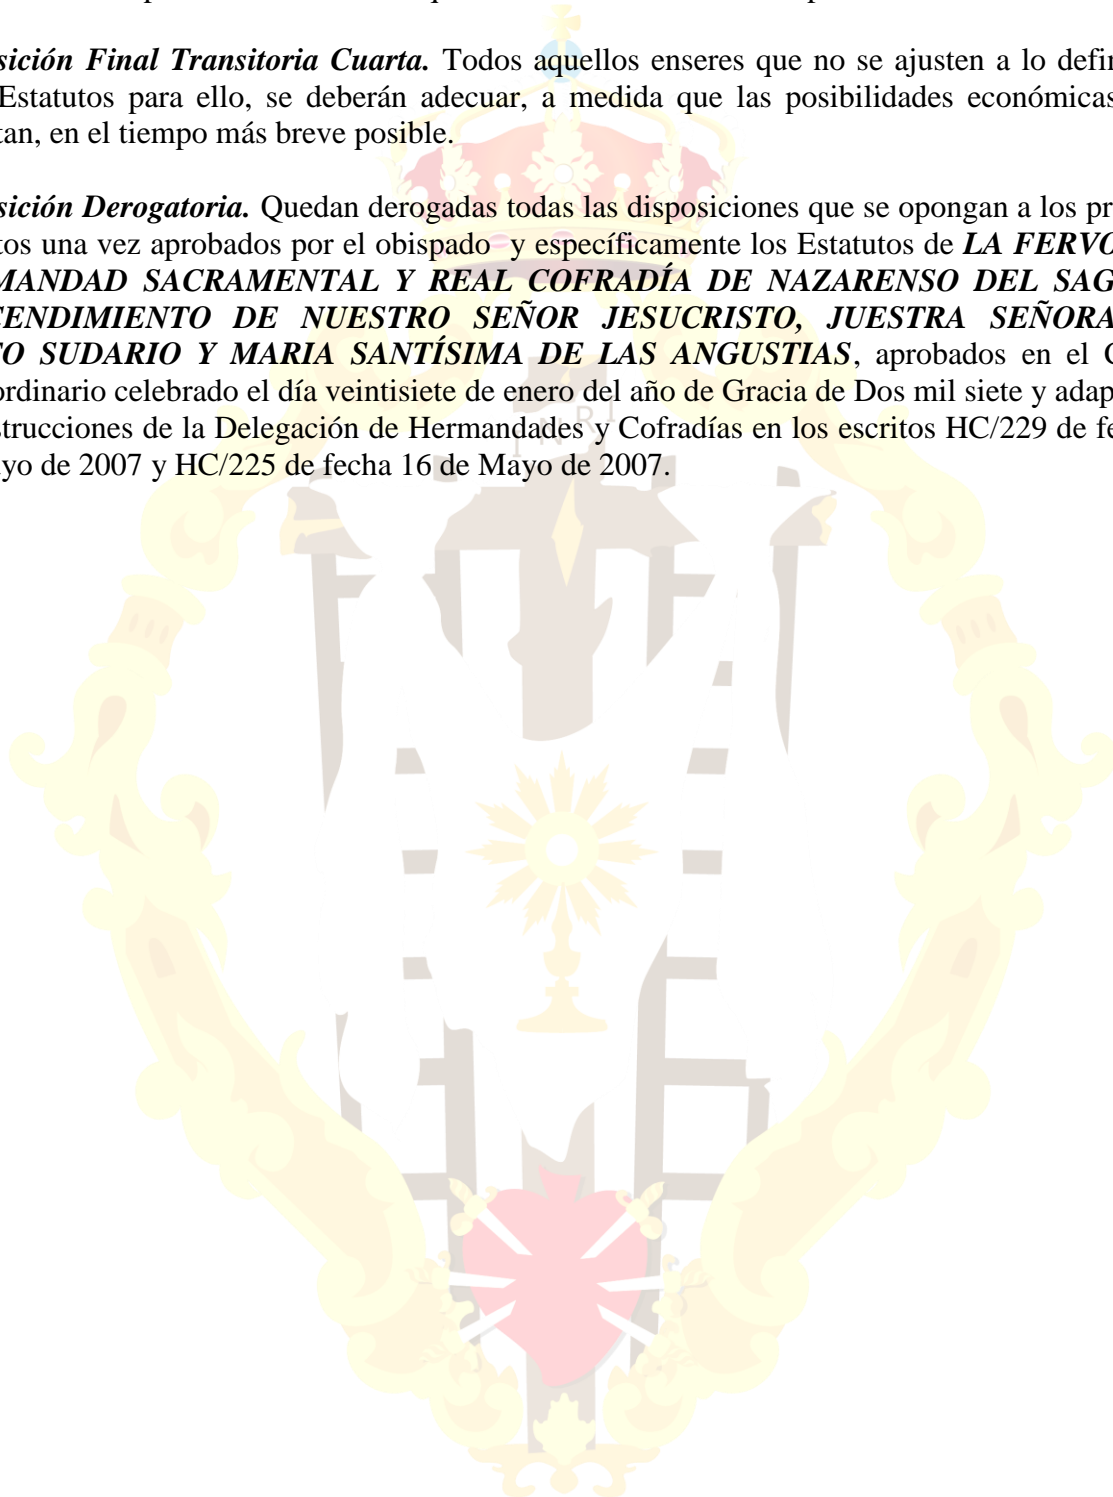 sición Final Transitoria Cuarta. Todos aquellos enseres que no se ajusten a lo defin
Estatutos para ello, se deberán adecuar, a medida que las posibilidades económicas
tan, en el tiempo más breve posible.
sición Derogatoria. Quedan derogadas todas las disposiciones que se opongan a los pr
tos una vez aprobados por el obispado y específicamente los Estatutos de LA FERVO
MANDAD SACRAMENTAL Y REAL COFRADÍA DE NAZARENSO DEL SAG
CENDIMIENTO DE NUESTRO SEÑOR JESUCRISTO, JUESTRA SEÑORA
TO SUDARIO Y MARIA SANTÍSIMA DE LAS ANGUSTIAS, aprobados en el C
ordinario celebrado el día veintisiete de enero del año de Gracia de Dos mil siete y adap
strucciones de la Delegación de Hermandades y Cofradías en los escritos HC/229 de fe
yo de 2007 y HC/225 de fecha 16 de Mayo de 2007.
INRI